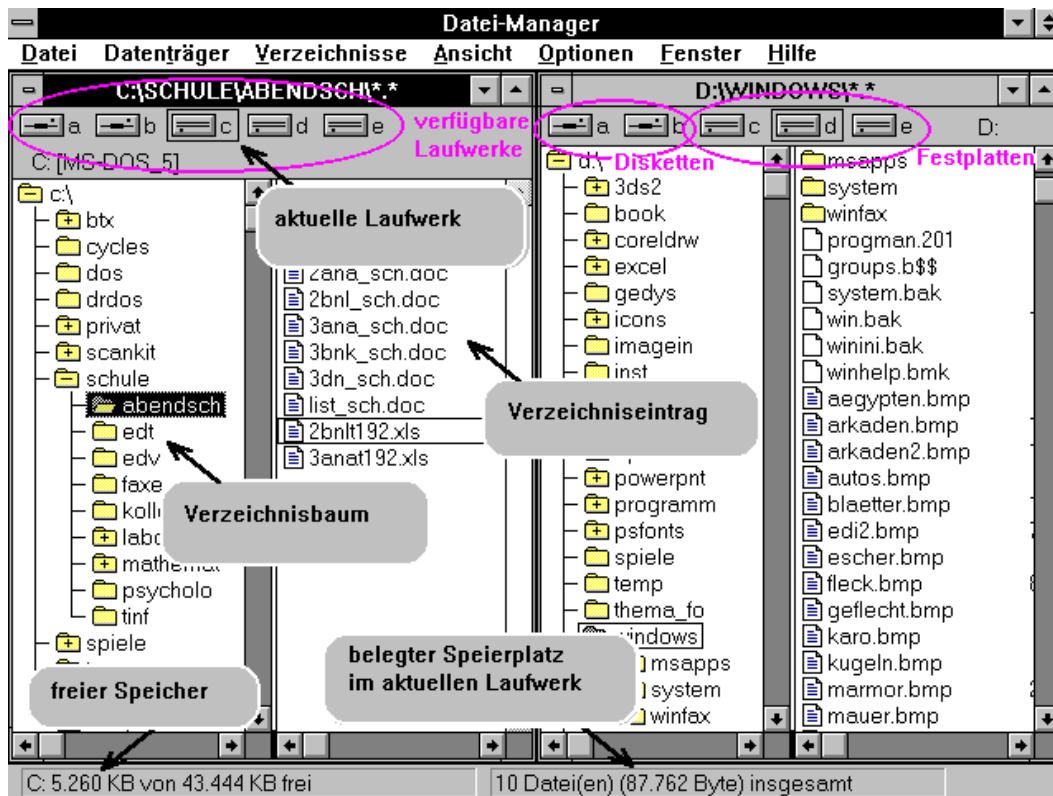 Datei-Manager
Datei Datenträger Verzeichnisse Ansicht Optionen Fenster Hilfe
C:\SCHULE\ABENDSCH\*.*
a b c d e
verfügbare
Laufwerke
C: [MS-DOS_5]
c:\
btx
cycles
dos
drdos
privat
scankit
schule
abendsch
edt
edv
faxe
mathemat
psycholo
tinf
spiele
aktuelle Laufwerk
2ana_sch.doc
2bnl_sch.doc
3ana_sch.doc
3bnk_sch.doc
3dn_sch.doc
list_sch.doc
2bnlt192.xls
3anat192.xls
Verzeichniseintrag
Verzeichnisbaum
freier Speicher
D:\WINDOWS\*.*
a b c d e D:
Disketten
Festplatten
d:\
3ds2
book
coreldrw
excel
gedys
icons
imagein
inst
powerpnt
programm
psfonts
spiele
temp
thema_fo
windows
msapps
system
winfax
belegter Speierplatz
im aktuellen Laufwerk
msapps
system
winfax
progman.201
groups.b$$
system.bak
win.bak
winini.bak
winhelp.bmk
aegypten.bmp
arkaden.bmp
arkaden2.bmp
autos.bmp
blaetter.bmp
edi2.bmp
escher.bmp
fleck.bmp
geflecht.bmp
karo.bmp
kugeln.bmp
marmor.bmp
mauer.bmp
C: 5.260 KB von 43.444 KB frei
10 Datei(en) (87.762 Byte) insgesamt